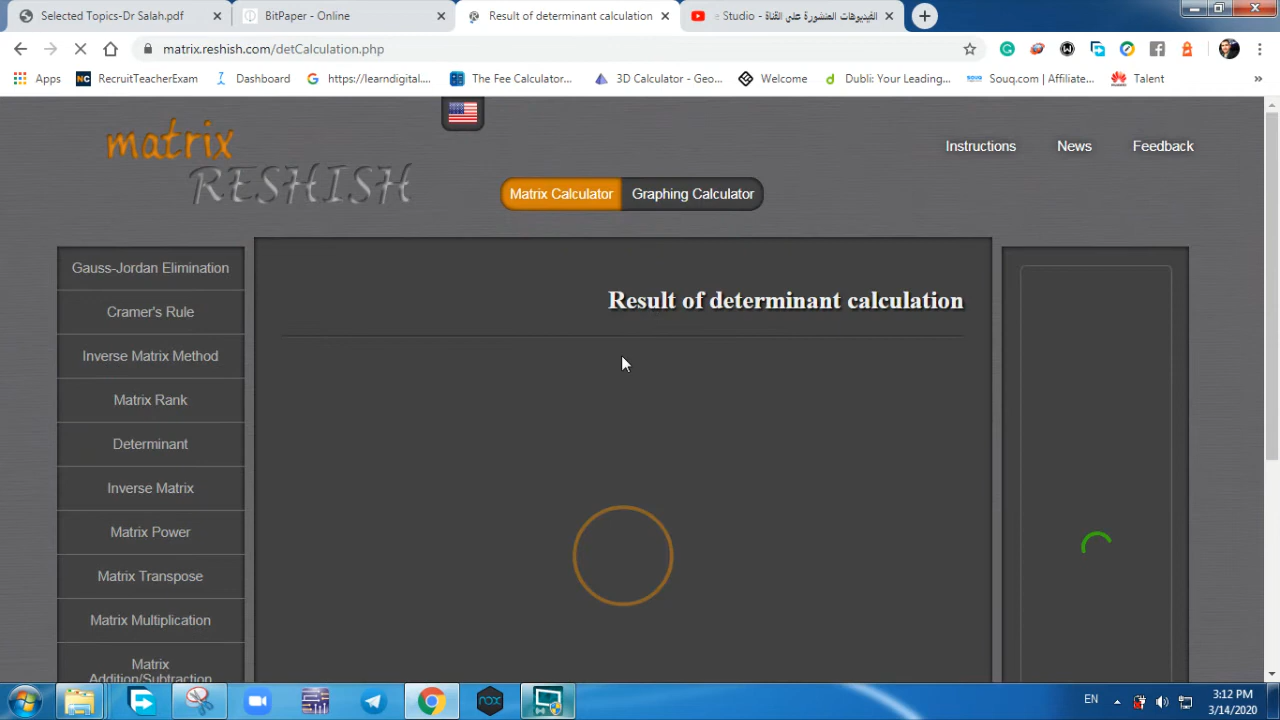 Selected Topics-Dr Salah.pdf
BitPaper - Online
Result of determinant calculation
الفيديوهات المنشورة على القناة - e Studio
matrix.reshish.com/detCalculation.php
Apps
RecruitTeacherExam
Dashboard
https://learndigital....
The Fee Calculator...
3D Calculator - Geo...
Welcome
Dubli: Your Leading...
Souq.com | Affiliate...
Talent
matrix
RESHISH
Instructions
News
Feedback
Matrix Calculator
Graphing Calculator
Gauss-Jordan Elimination
Cramer's Rule
Inverse Matrix Method
Matrix Rank
Determinant
Inverse Matrix
Matrix Power
Matrix Transpose
Matrix Multiplication
Matrix
Addition/Subtraction
Result of determinant calculation
nox
EN
3:12 PM
3/14/2020